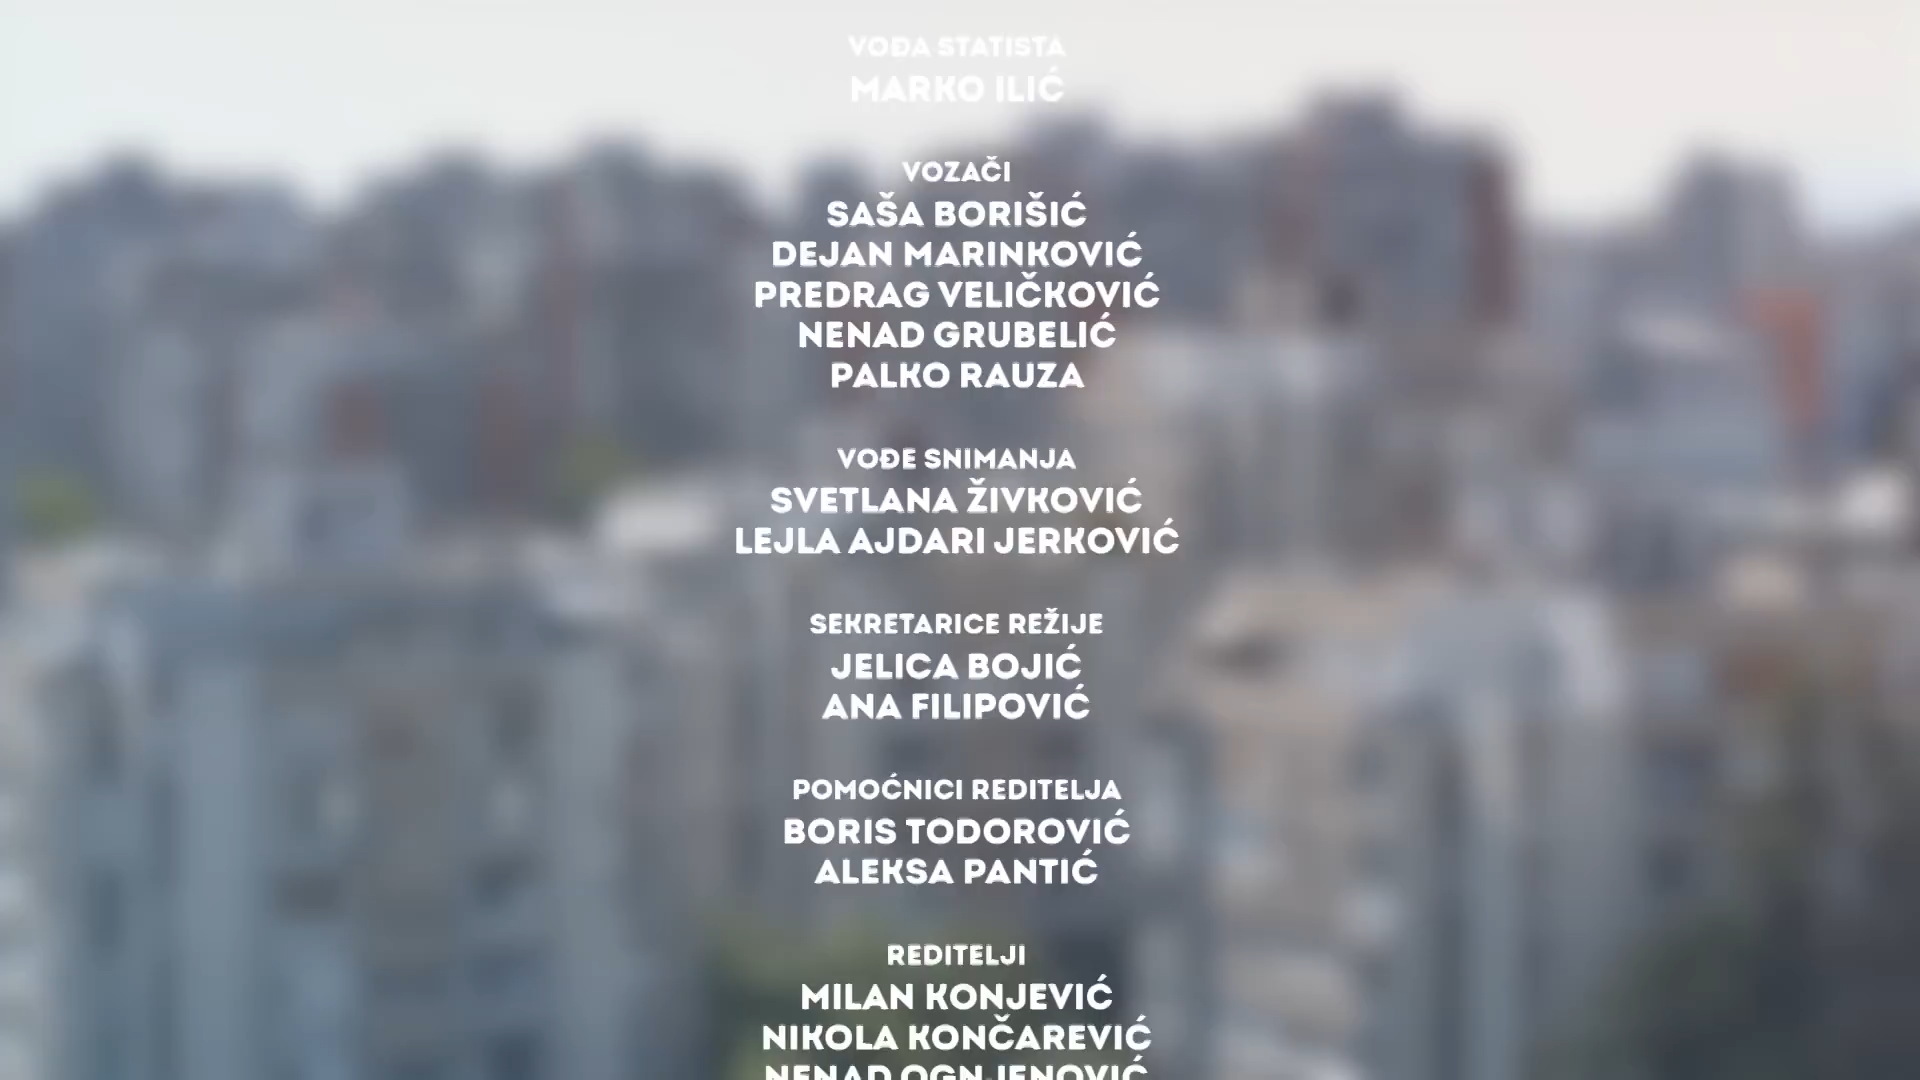 VOĐA STATISTA
MARKO ILIĆ
VOZAČI
SAŠA BORIŠIĆ
DEJAN MARINKOVIĆ
PREDRAG VELIČKOVIĆ
NENAD GRUBELIĆ
PALKO RAUZA
VOĐE SNIMANJA
SVETLANA ŽIVKOVIĆ
LEJLA AJDARI JERKOVIĆ
SEKRETARICE REŽIJE
JELICA BOJIĆ
ANA FILIPOVIĆ
POMOĆNICI REDITELJA
BORIS TODOROVIĆ
ALEKSA PANTIĆ
REDITELJI
MILAN KONJEVIĆ
NIKOLA KONČAREVIĆ
NENAD OGNJENOVIĆ